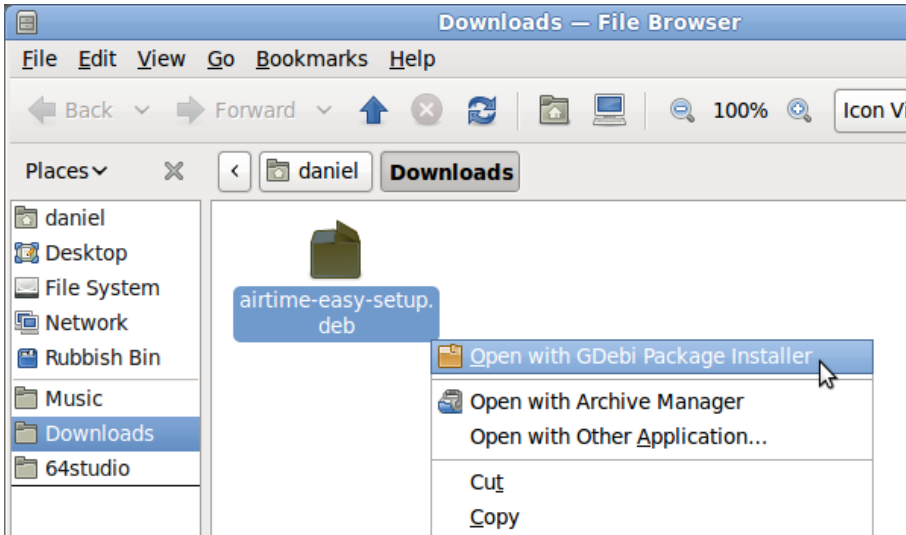 Downloads — File Browser
File Edit View Go Bookmarks Help
Back Forward 100% Icon Vi
Places daniel Downloads
daniel
Desktop
File System
Network
Rubbish Bin
Music
Downloads
64studio
airtime-easy-setup.
deb
Open with GDebi Package Installer
Open with Archive Manager
Open with Other Application...
Cut
Copy